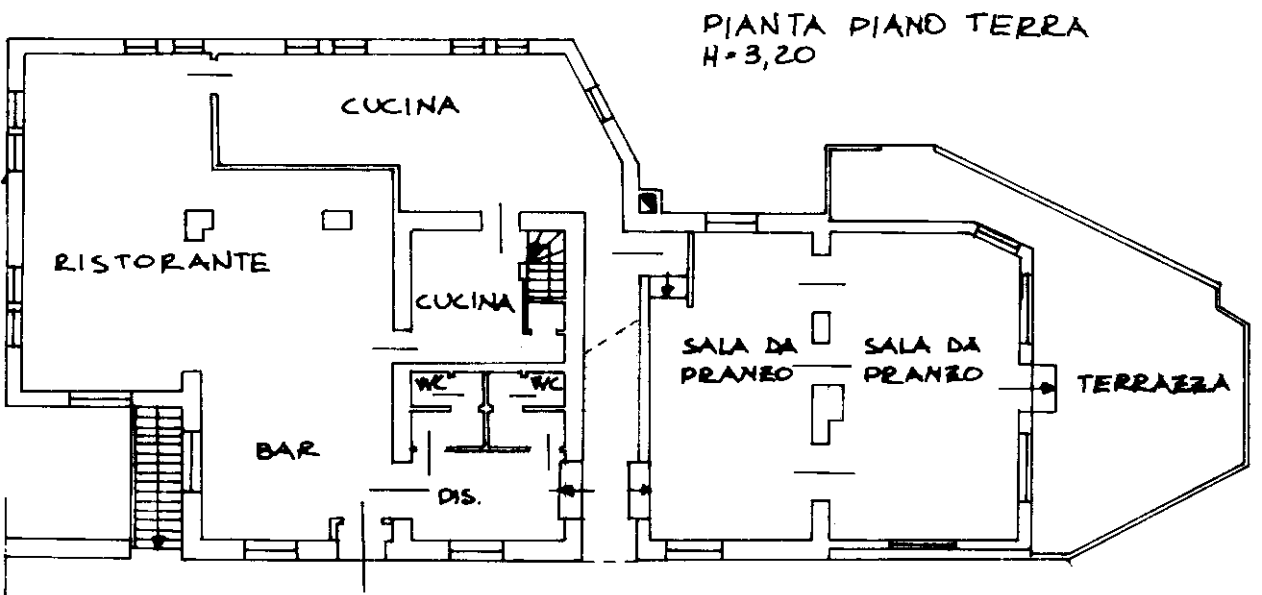 PIANTA PIANO TERRA
H=3,20
CUCINA
RISTORANTE
CUCINA
SALA DA
PRANZO
SALA DA
PRANZO
TERRAZZA
WC
WC
BAR
DIS.